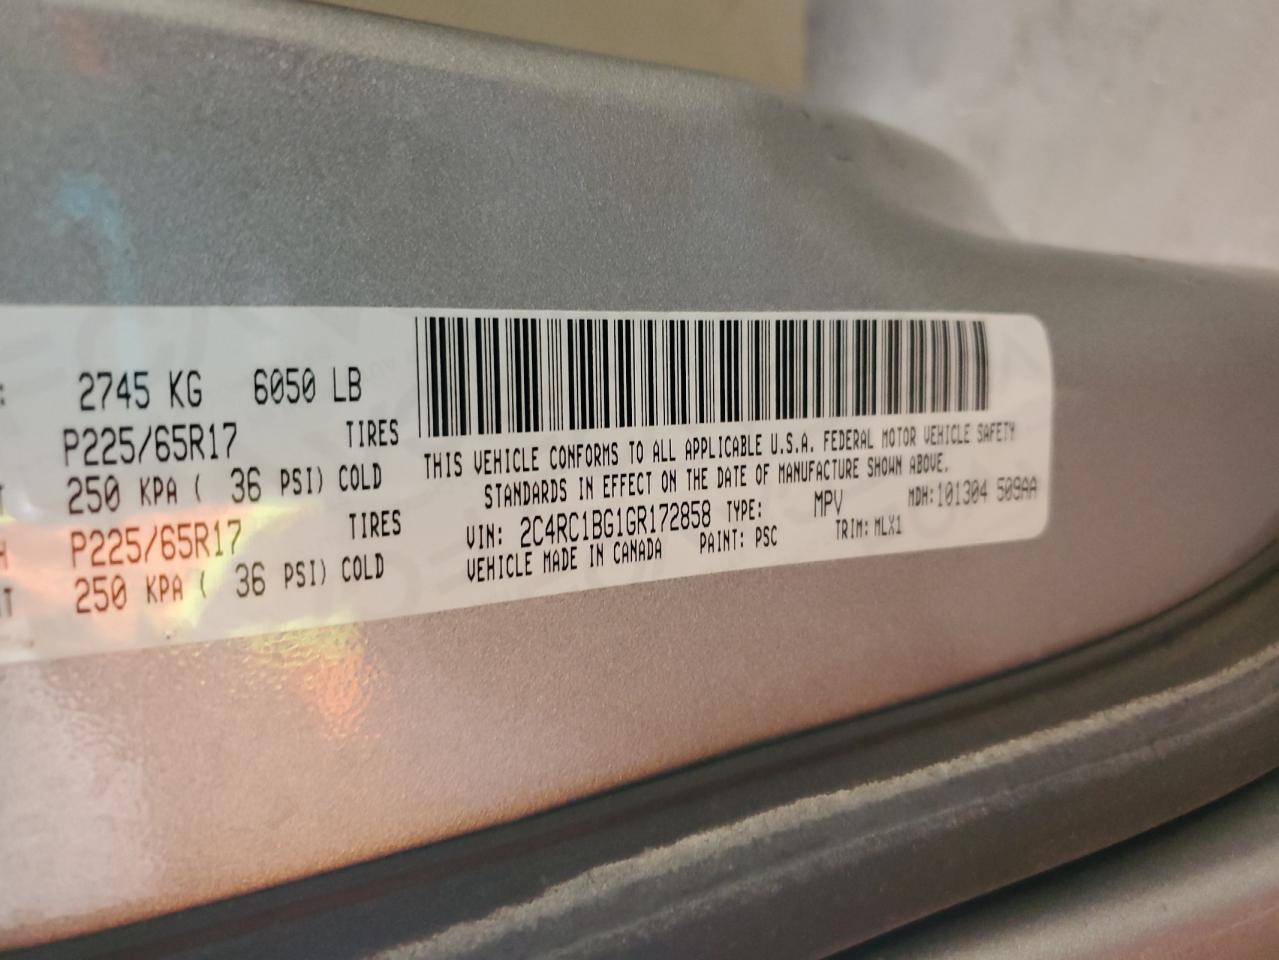 : 2745 KG 6050 LB
P225/65R17 TIRES
T 250 KPA ( 36 PSI) COLD
H P225/65R17 TIRES
T 250 KPA ( 36 PSI) COLD
THIS VEHICLE CONFORMS TO ALL APPLICABLE U.S.A. FEDERAL MOTOR VEHICLE SAFETY
STANDARDS IN EFFECT ON THE DATE OF MANUFACTURE SHOWN ABOVE.
VIN: 2C4RC1BG1GR172858 TYPE: MPV MDH:101304 509AA
VEHICLE MADE IN CANADA PAINT: PSC TRIM: MLX1